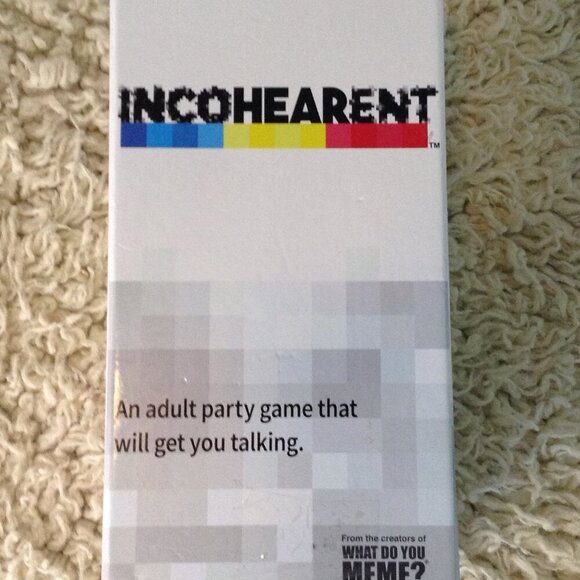 INCOHEARENT
TM
An adult party game that
will get you talking.
From the creators of
WHAT DO YOU
MEME?